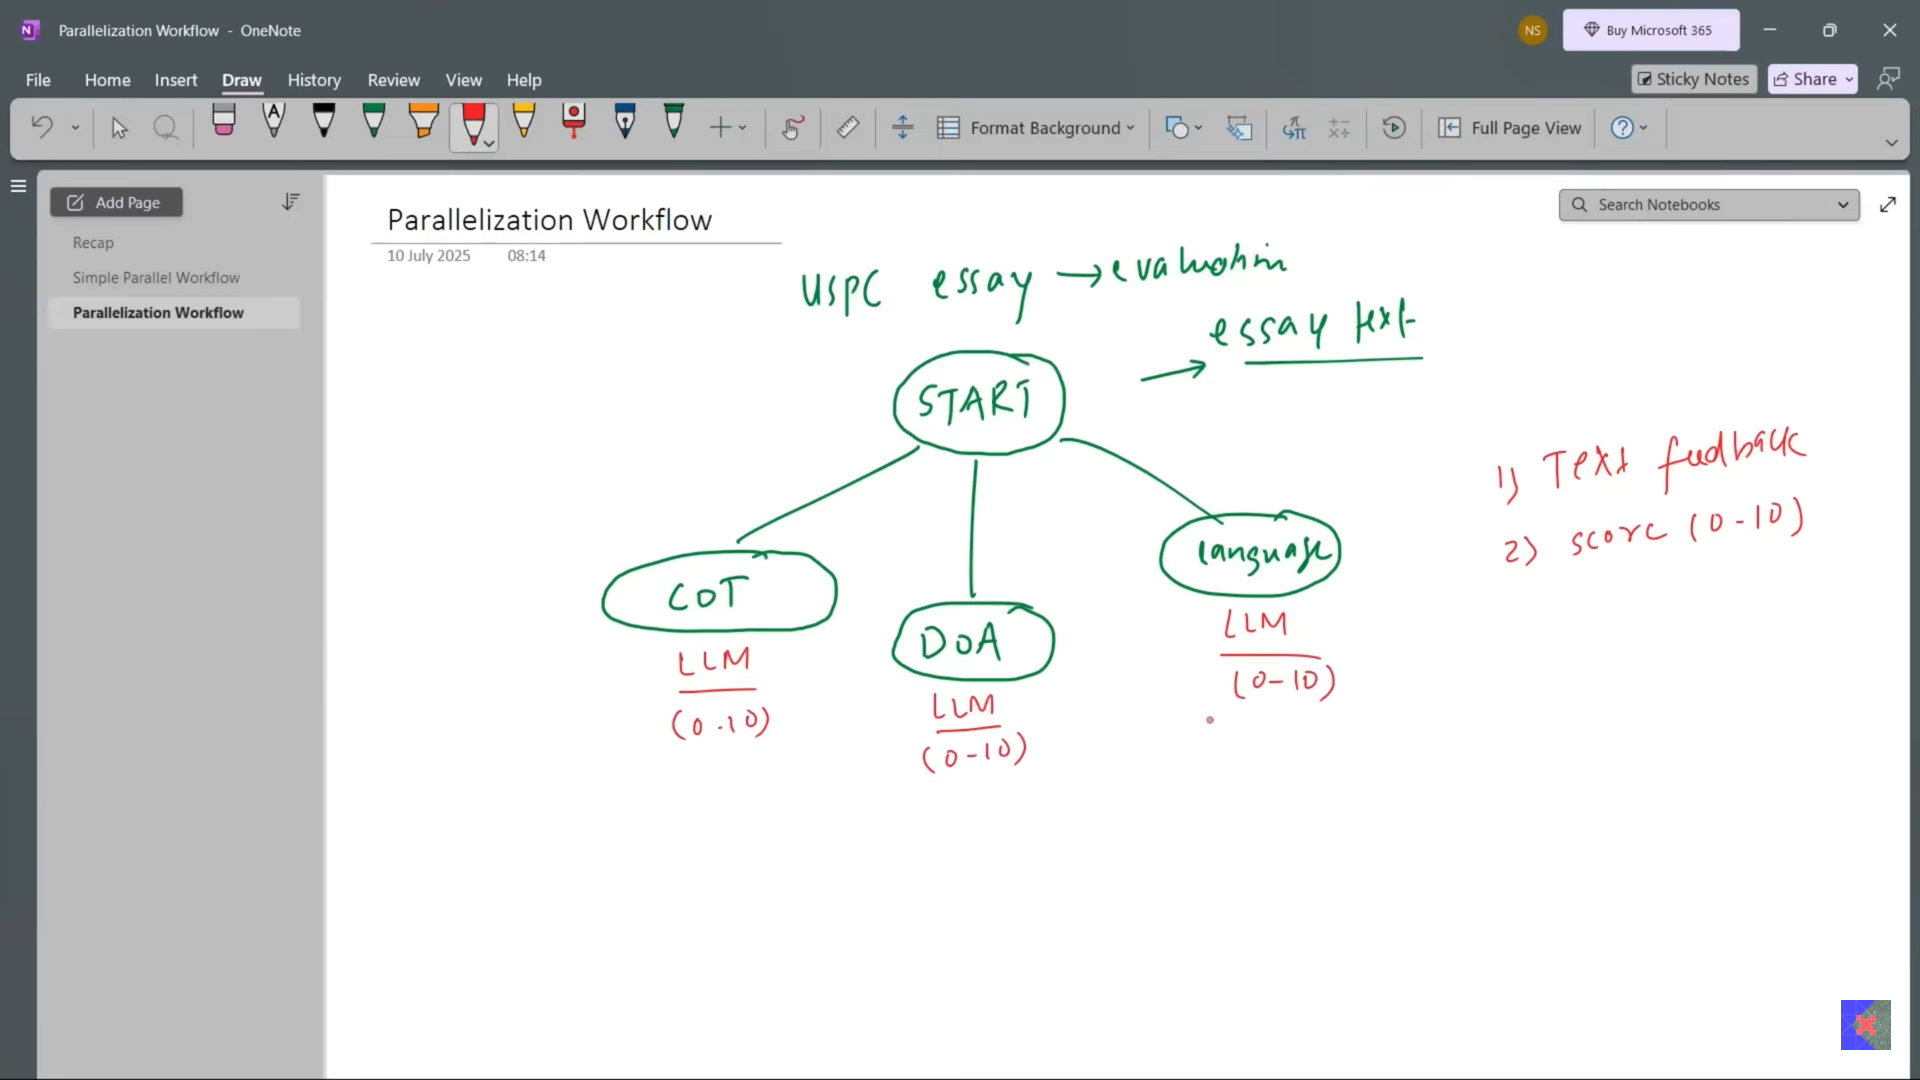 Parallelization Workflow - OneNote
NS
Buy Microsoft 365
File Home Insert Draw History Review View Help
Sticky Notes
Share
Format Background
Full Page View
Add Page
Recap
Simple Parallel Workflow
Parallelization Workflow
Search Notebooks
Parallelization Workflow
10 July 2025 08:14
USPC essay → evaluation
→ essay text
START
1) Text feedback
2) score (0-10)
COT
DOA
language
LLM
(0-10)
LLM
(0-10)
LLM
(0-10)